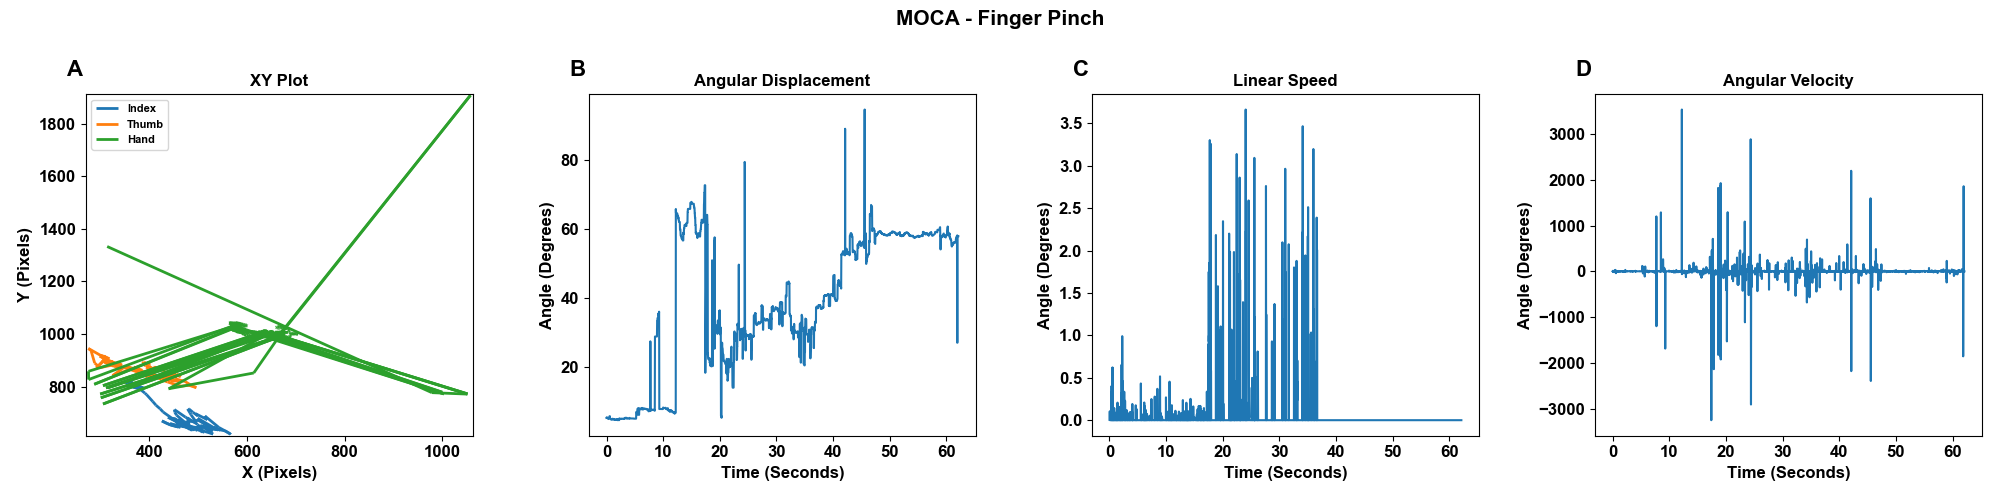 MOCA - Finger Pinch
A
XY Plot
Index
Thumb
Hand
1800
1600
1400
1200
1000
800
Y (Pixels)
400
600
800
1000
X (Pixels)
B
Angular Displacement
80
60
40
20
Angle (Degrees)
0
10
20
30
40
50
60
Time (Seconds)
C
Linear Speed
3.5
3.0
2.5
2.0
1.5
1.0
0.5
0.0
Angle (Degrees)
0
10
20
30
40
50
60
Time (Seconds)
D
Angular Velocity
3000
2000
1000
0
−1000
−2000
−3000
Angle (Degrees)
0
10
20
30
40
50
60
Time (Seconds)